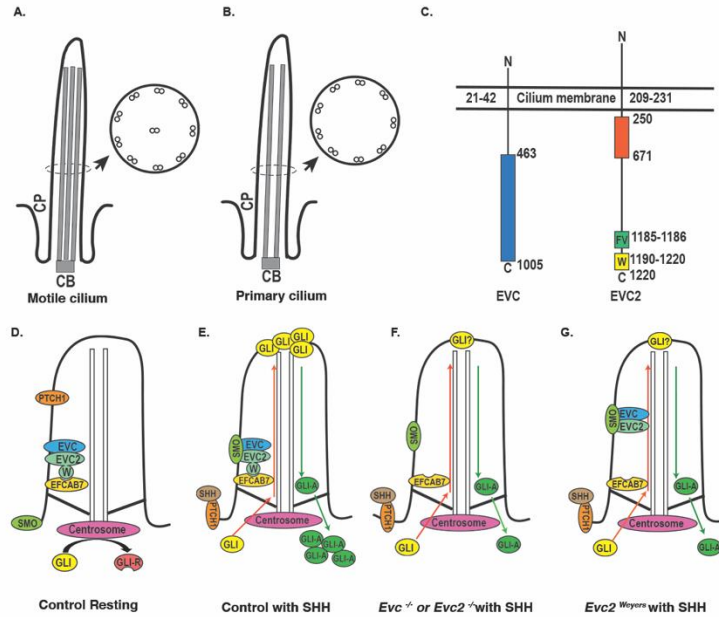 A.
B.
C.
CP
CB
Motile cilium
CP
CB
Primary cilium
N
N
21-42
Cilium membrane
209-231
250
463
671
FV
1185-1186
W
1190-1220
C
1005
C
1220
EVC
EVC2
D.
E.
F.
G.
PTCH1
EVC
EVC2
W
EFCAB7
SMO
Centrosome
GLI
GLI-R
Control Resting
GLI
GLI
GLI
GLI
GLI
SMO
EVC
EVC2
W
EFCAB7
SHH
PTCH1
GLI-A
Centrosome
GLI
GLI-A
GLI-A
GLI-A
GLI-A
GLI-A
Control with SHH
GLI?
SMO
EFCAB7
SHH
PTCH1
GLI-A
Centrosome
GLI
GLI-A
Evc -/- or Evc2 -/- with SHH
GLI?
SMO
EVC
EVC2
EFCAB7
SHH
PTCH1
GLI-A
Centrosome
GLI
GLI-A
Evc2 Weyers with SHH